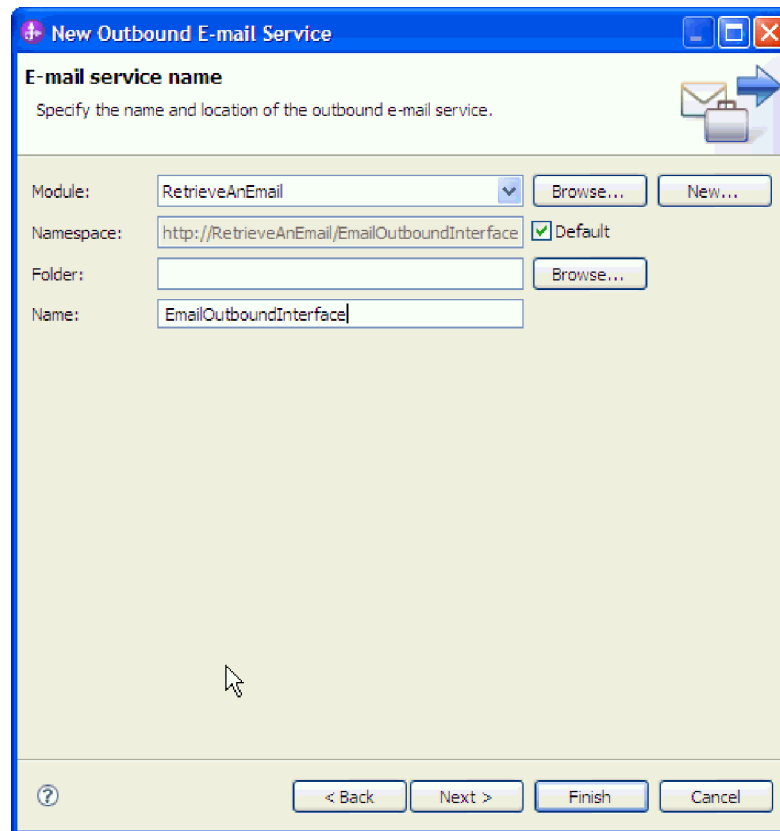 New Outbound E-mail Service
E-mail service name
Specify the name and location of the outbound e-mail service.
Module: RetrieveAnEmail Browse... New...
Namespace: http://RetrieveAnEmail/EmailOutboundInterface Default
Folder: Browse...
Name: EmailOutboundInterface
? < Back Next > Finish Cancel